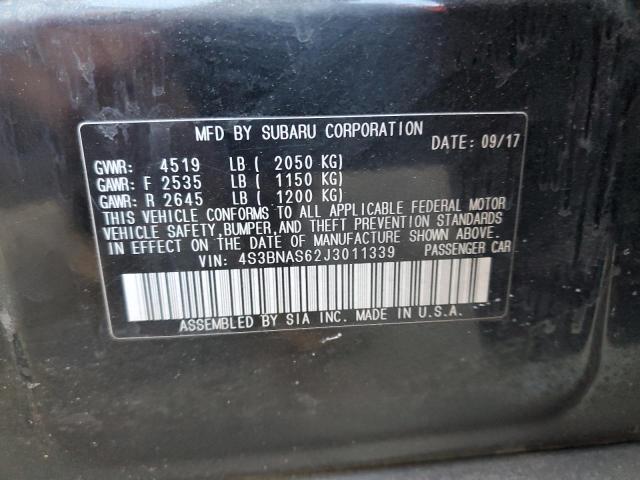 MFD BY SUBARU CORPORATION
DATE: 09/17
GVWR: 4519 LB ( 2050 KG)
GAWR: F 2535 LB ( 1150 KG)
GAWR: R 2645 LB ( 1200 KG)
THIS VEHICLE CONFORMS TO ALL APPLICABLE FEDERAL MOTOR
VEHICLE SAFETY, BUMPER, AND THEFT PREVENTION STANDARDS
IN EFFECT ON THE DATE OF MANUFACTURE SHOWN ABOVE.
VIN: 4S3BNAS62J3011339 PASSENGER CAR
ASSEMBLED BY SIA INC. MADE IN U.S.A.